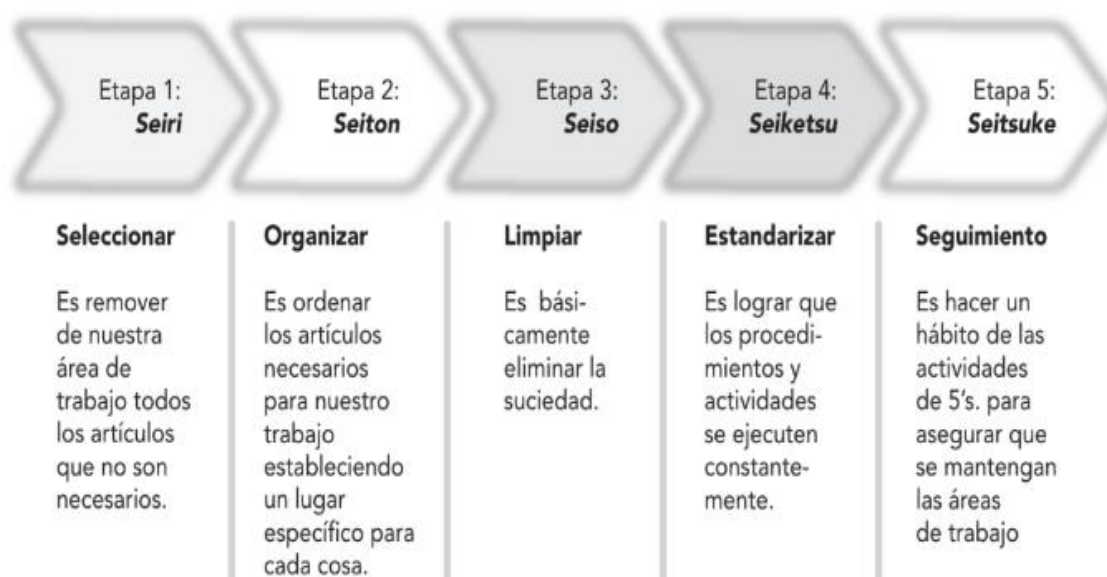 Etapa 1:
Seiri
Etapa 2:
Seiton
Etapa 3:
Seiso
Etapa 4:
Seiketsu
Etapa 5:
Seitsuke
Seleccionar
Es remover
de nuestra
área de
trabajo todos
los artículos
que no son
necesarios.
Organizar
Es ordenar
los artículos
necesarios
para nuestro
trabajo
estableciendo
un lugar
específico para
cada cosa.
Limpiar
Es bási-
camente
eliminar la
suciedad.
Estandarizar
Es lograr que
los procedi-
mientos y
actividades
se ejecuten
constante-
mente.
Seguimiento
Es hacer un
hábito de las
actividades
de 5's. para
asegurar que
se mantengan
las áreas
de trabajo